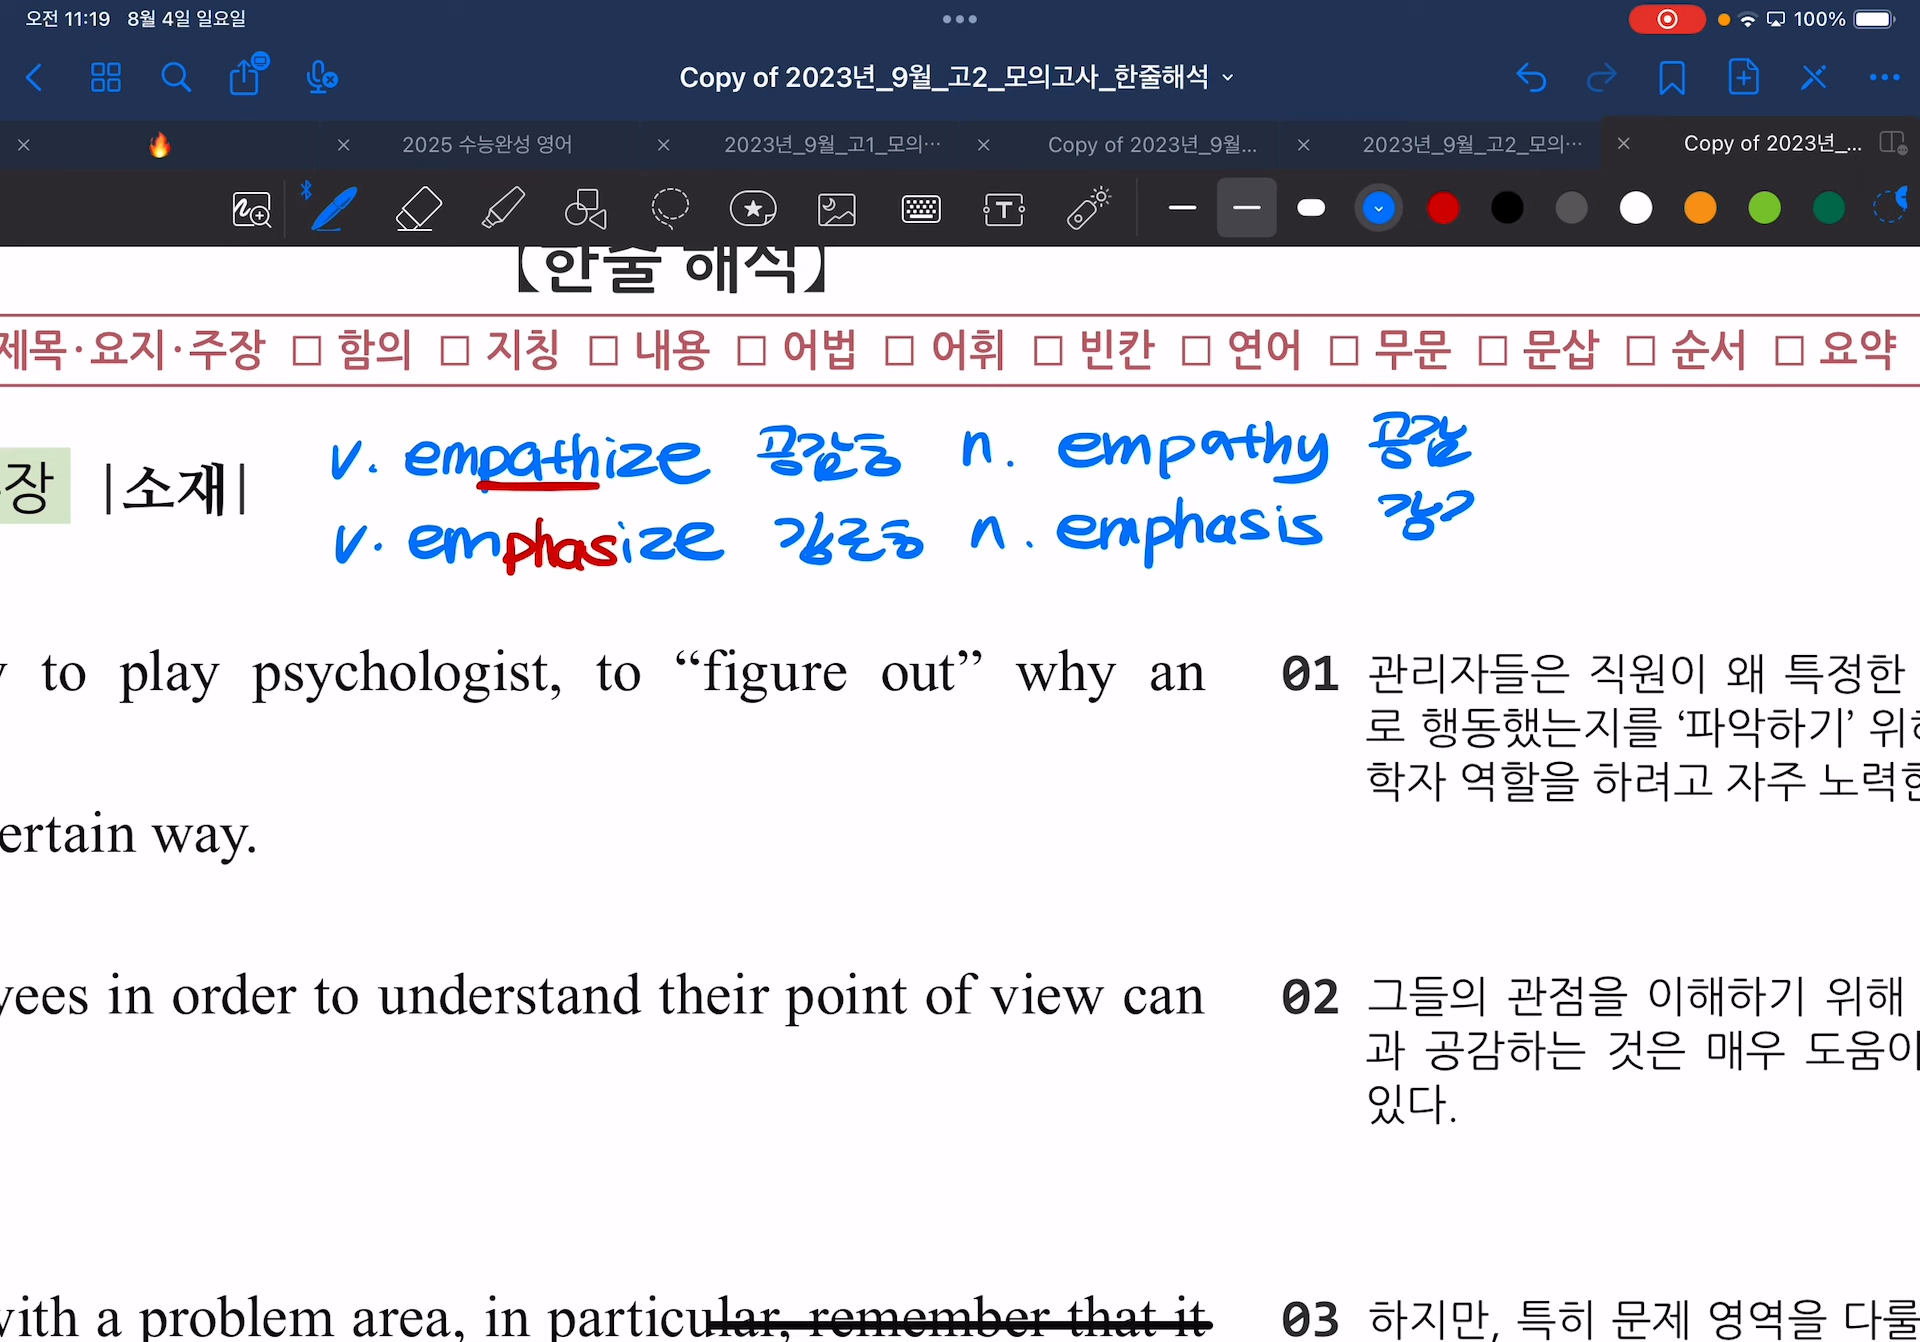 오전 11:19 8월 4일 일요일
100%
Copy of 2023년_9월_고2_모의고사_한줄해석
2025 수능완성 영어
2023년_9월_고1_모의…
Copy of 2023년_9월...
2023년_9월_고2_모의…
Copy of 2023년_...
【한줄 해석】
제목·요지·주장 □ 함의 □ 지칭 □ 내용 □ 어법 □ 어휘 □ 빈칸 □ 연어 □ 무문 □ 문삽 □ 순서 □ 요약
v. empathize 공감 n. empathy 공감
장 |소재|
v. emphasize n. emphasis
to play psychologist, to “figure out” why an
ertain way.
01 관리자들은 직원이 왜 특정한
로 행동했는지를 ‘파악하기’ 위해
학자 역할을 하려고 자주 노력한
yees in order to understand their point of view can
02 그들의 관점을 이해하기 위해
과 공감하는 것은 매우 도움이
있다.
with a problem area, in particular, remember that it
03 하지만, 특히 문제 영역을 다룰